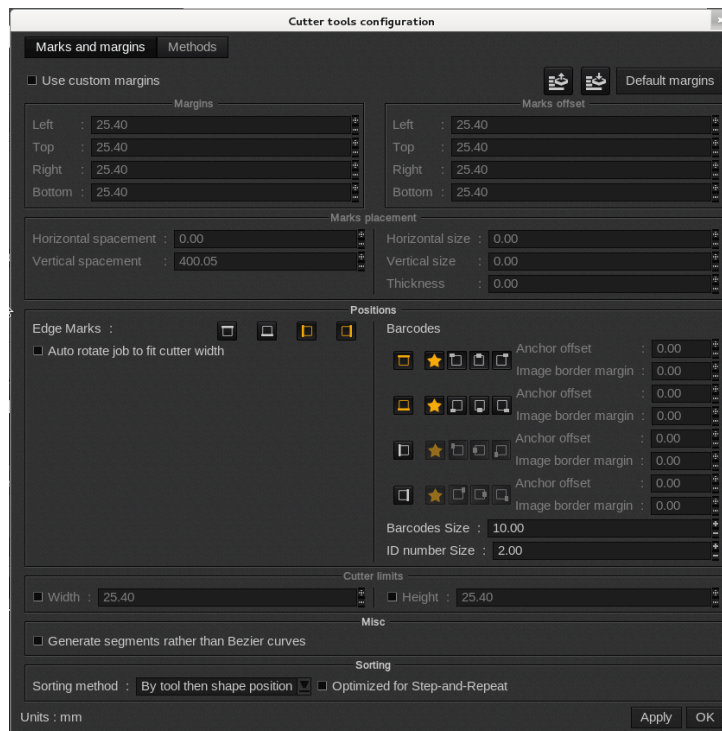 Cutter tools configuration
Marks and margins Methods
Use custom margins Default margins
Margins Marks offset
Left : 25.40 Left : 25.40
Top : 25.40 Top : 25.40
Right : 25.40 Right : 25.40
Bottom : 25.40 Bottom : 25.40
Marks placement
Horizontal spacement : 0.00 Horizontal size : 0.00
Vertical spacement : 400.05 Vertical size : 0.00
Thickness : 0.00
Positions
Edge Marks : Barcodes
Auto rotate job to fit cutter width
Anchor offset : 0.00
Image border margin : 0.00
Anchor offset : 0.00
Image border margin : 0.00
Anchor offset : 0.00
Image border margin : 0.00
Anchor offset : 0.00
Image border margin : 0.00
Barcodes Size : 10.00
ID number Size : 2.00
Cutter limits
Width : 25.40 Height : 25.40
Misc
Generate segments rather than Bezier curves
Sorting
Sorting method : By tool then shape position Optimized for Step-and-Repeat
Units : mm Apply OK